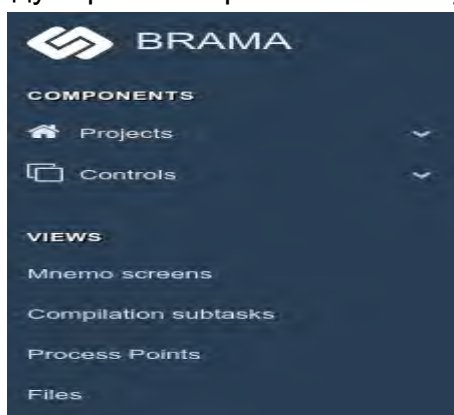 BRAMA
COMPONENTS
Projects
Controls
VIEWS
Mnemo screens
Compilation subtasks
Process Points
Files